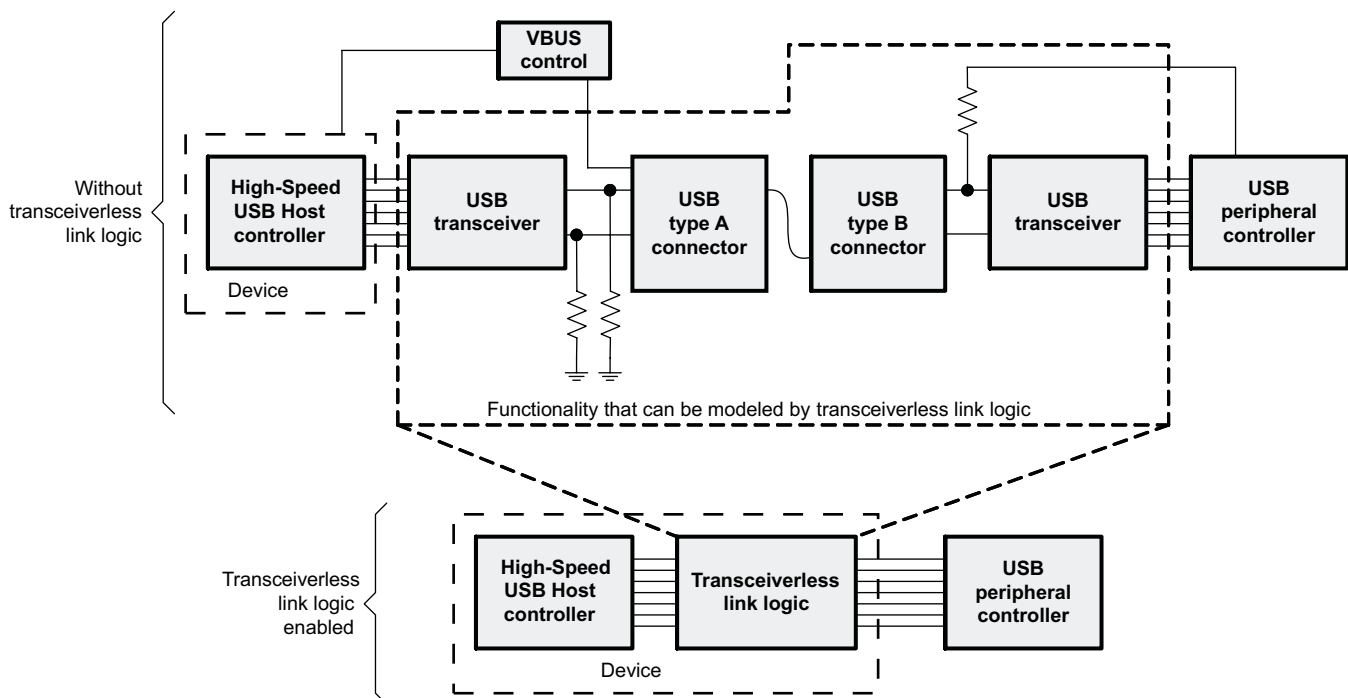 VBUS
control
Without
transceiverless
link logic
High-Speed
USB Host
controller
Device
USB
transceiver
USB
type A
connector
USB
type B
connector
USB
transceiver
USB
peripheral
controller
Functionality that can be modeled by transceiverless link logic
Transceiverless
link logic
enabled
High-Speed
USB Host
controller
Transceiverless
link logic
USB
peripheral
controller
Device